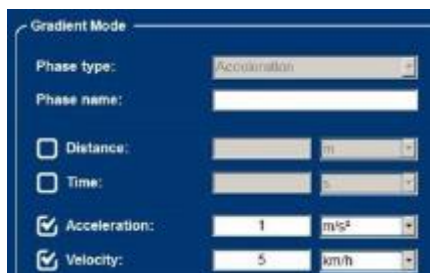 Gradient Mode
Phase type: Acceleration
Phase name:
Distance: m
Time: s
Acceleration: 1 m/s²
Velocity: 5 km/h